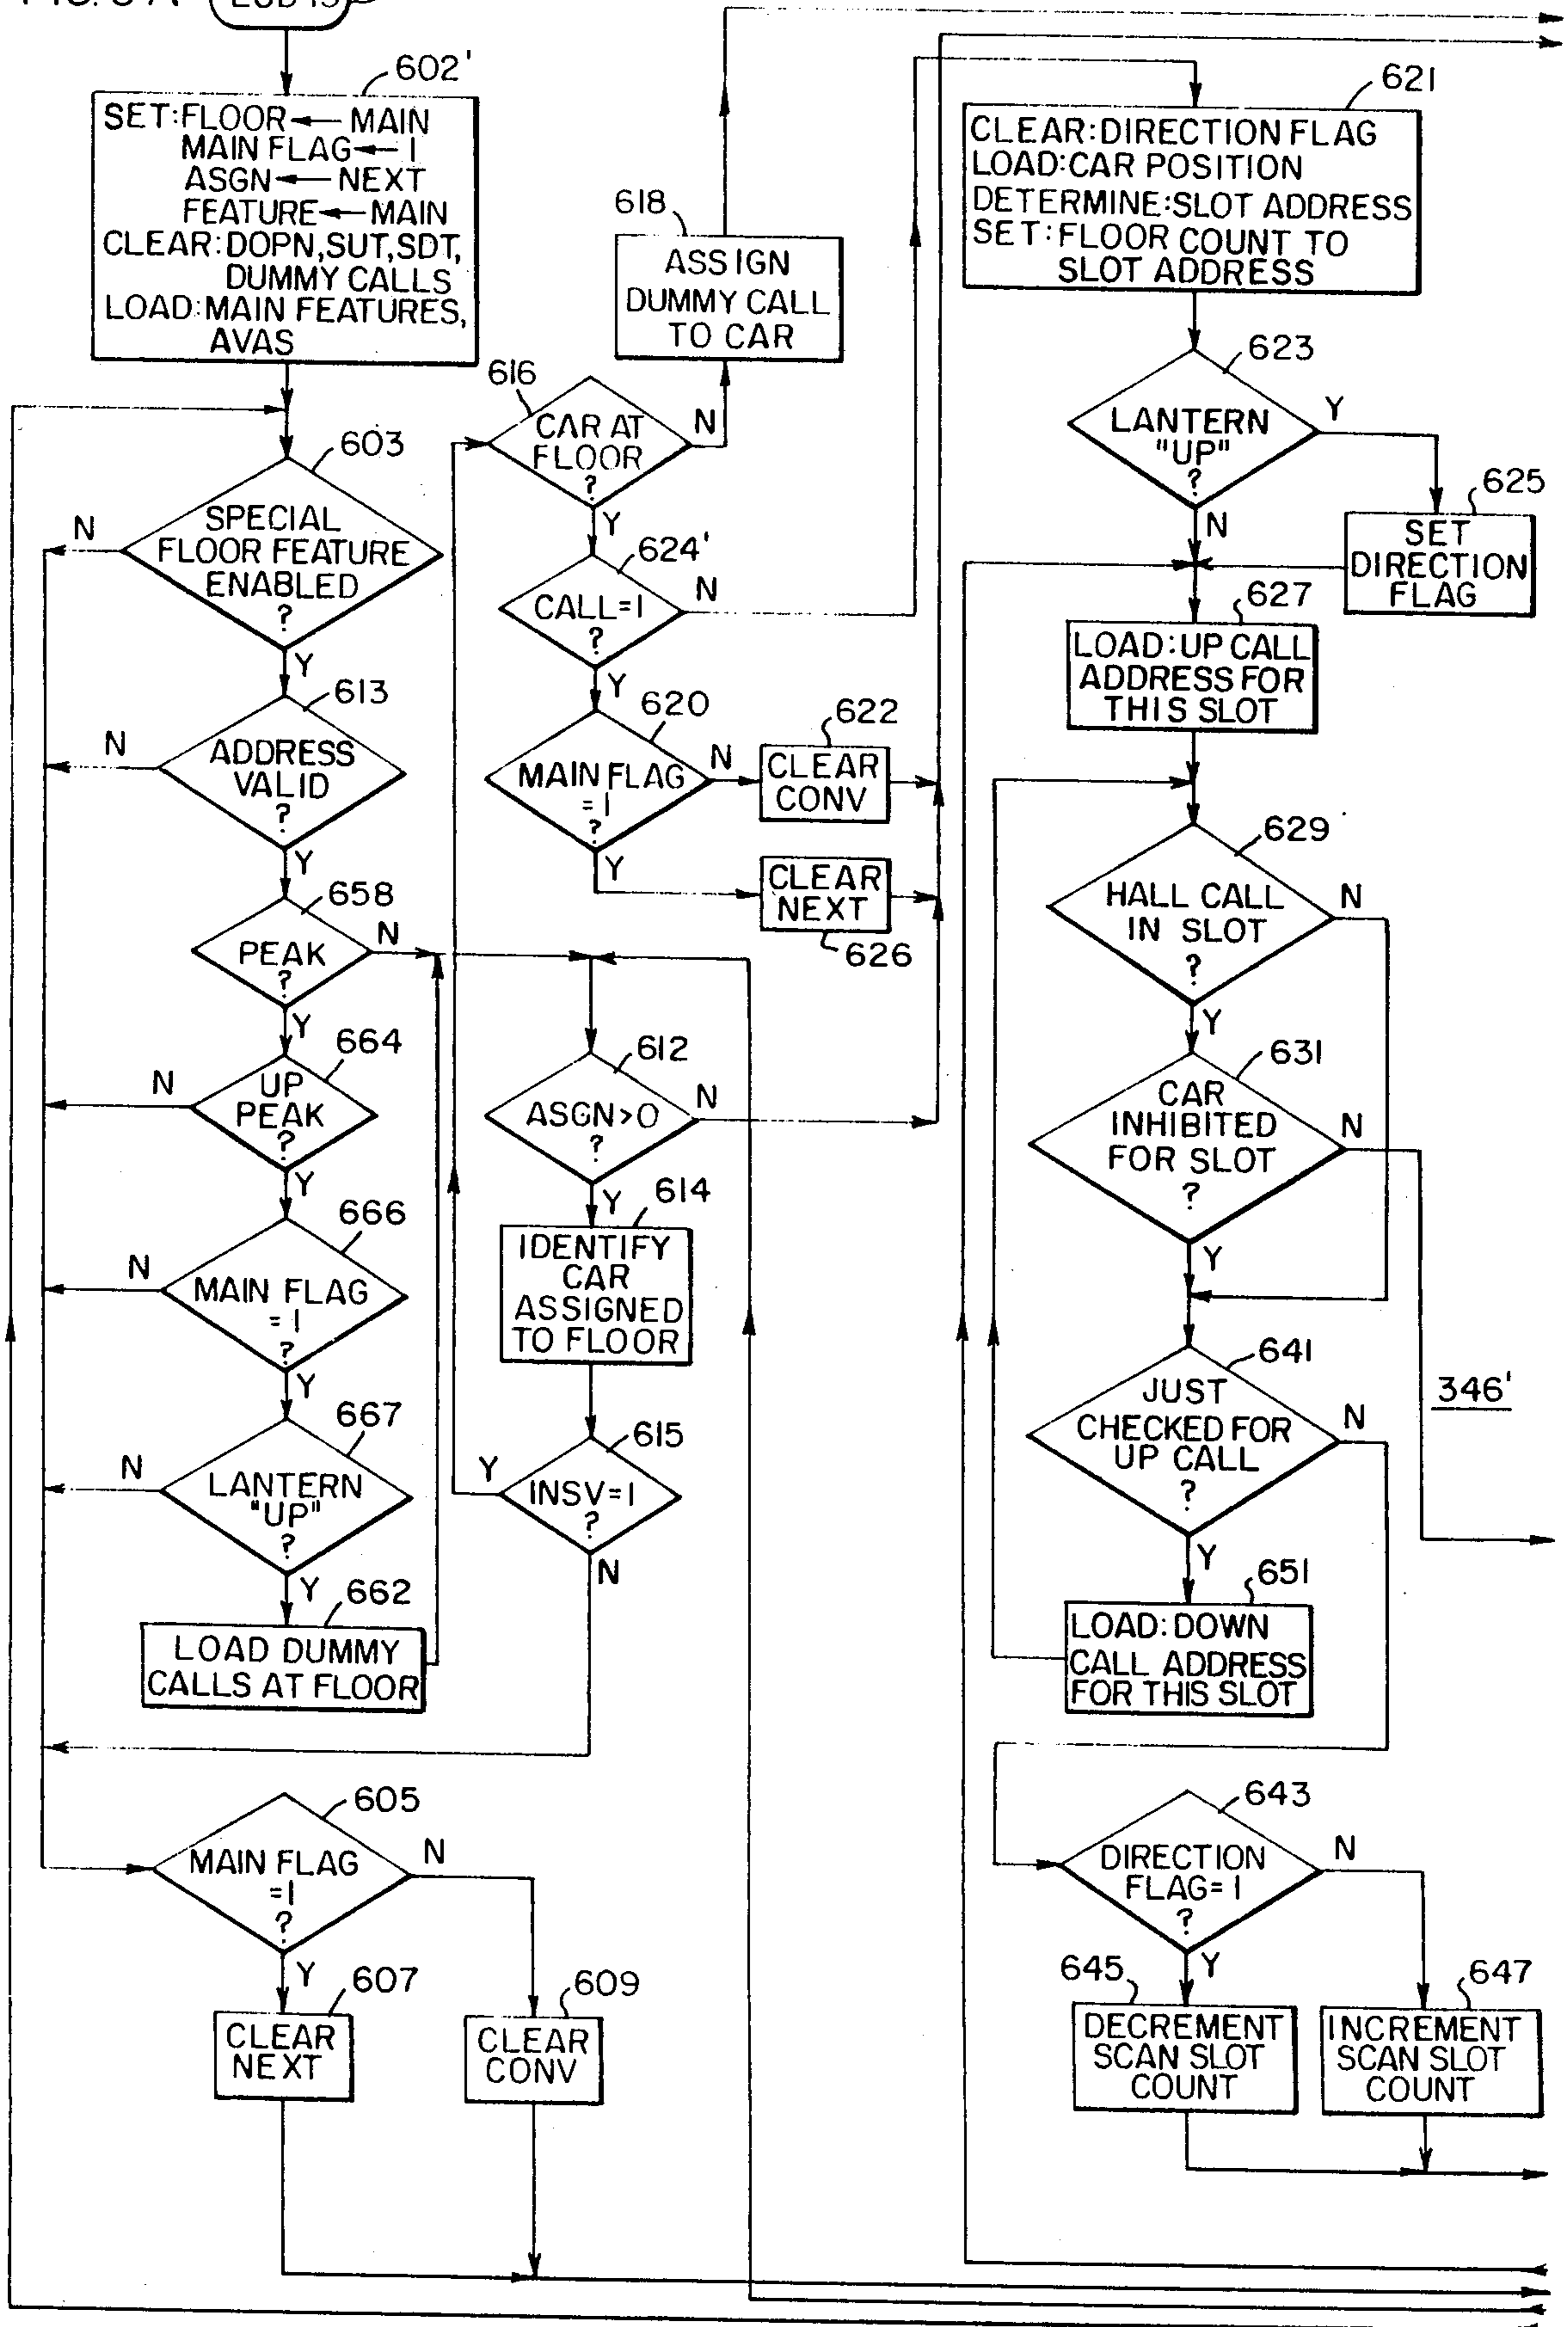 602'
SET:FLOOR←MAIN
MAIN FLAG←1
ASGN←NEXT
FEATURE←MAIN
CLEAR:DOPN,SUT,SDT,
DUMMY CALLS
LOAD:MAIN FEATURES,
AVAS
603
SPECIAL
FLOOR FEATURE
ENABLED
?
N
Y
613
ADDRESS
VALID
?
N
Y
658
PEAK
?
N
Y
664
UP
PEAK
?
N
Y
666
MAIN FLAG
=1
?
N
Y
667
LANTERN
"UP"
?
N
Y
662
LOAD DUMMY
CALLS AT FLOOR
605
MAIN FLAG
=1
?
N
Y
607
CLEAR
NEXT
609
CLEAR
CONV
618
ASSIGN
DUMMY CALL
TO CAR
616
CAR AT
FLOOR
?
N
Y
624'
CALL=1
?
N
Y
620
MAIN FLAG
=1
?
N
Y
622
CLEAR
CONV
CLEAR
NEXT
626
612
ASGN>0
?
N
Y
614
IDENTIFY
CAR
ASSIGNED
TO FLOOR
615
INSV=1
?
Y
N
621
CLEAR:DIRECTION FLAG
LOAD:CAR POSITION
DETERMINE:SLOT ADDRESS
SET:FLOOR COUNT TO
SLOT ADDRESS
623
LANTERN
"UP"
?
Y
N
625
SET
DIRECTION
FLAG
627
LOAD:UP CALL
ADDRESS FOR
THIS SLOT
629
HALL CALL
IN SLOT
?
N
Y
631
CAR
INHIBITED
FOR SLOT
?
N
Y
641
JUST
CHECKED FOR
UP CALL
?
N
Y
346'
651
LOAD:DOWN
CALL ADDRESS
FOR THIS SLOT
643
DIRECTION
FLAG=1
?
N
Y
645
DECREMENT
SCAN SLOT
COUNT
647
INCREMENT
SCAN SLOT
COUNT